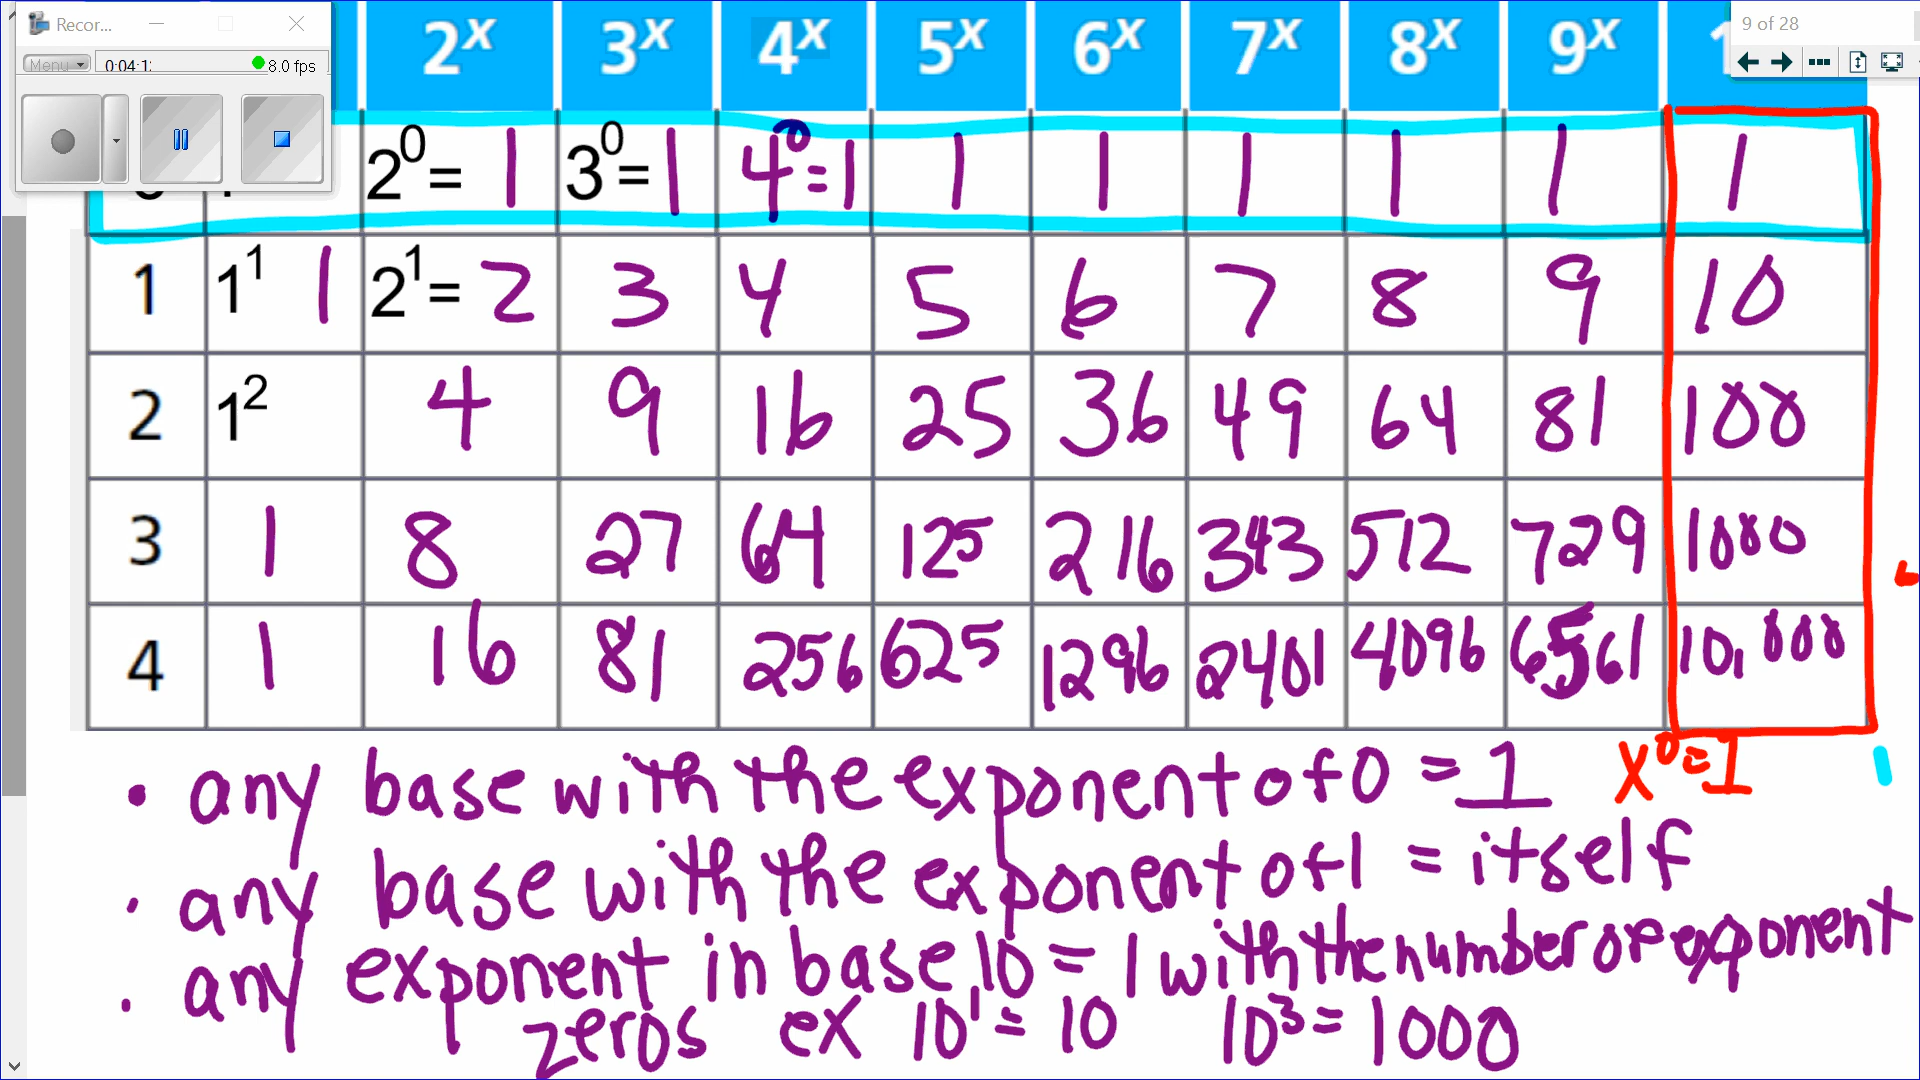 Recor...
9 of 28
Menu 0:04:1 8.0 fps
2^x 3^x 4^x 5^x 6^x 7^x 8^x 9^x 1
2^0= 1 3^0= 1 4^0=1 1 1 1 1 1 1
1 1^1 1 2^1= 2 3 4 5 6 7 8 9 10
2 1^2 4 9 16 25 36 49 64 81 100
3 1 8 27 64 125 216 343 512 729 1000
4 1 16 81 256 625 1296 2401 4096 6561 10,000
• any base with the exponent of 0 = 1 x^0=1
• any base with the exponent of 1 = itself
• any exponent in base 10 = 1 with the number of exponent
zeros ex 10^1 = 10 10^3 = 1000